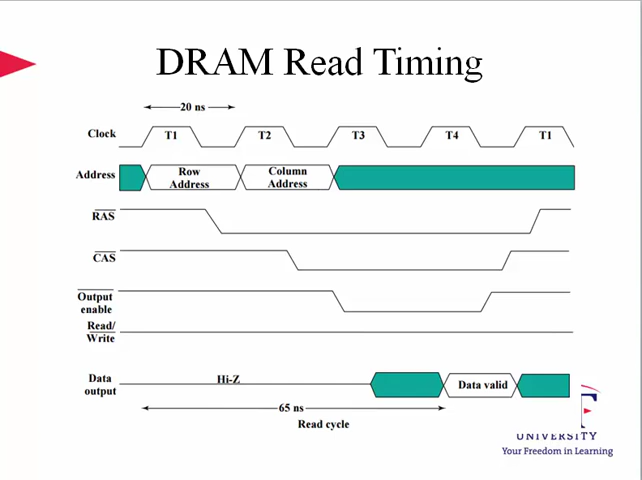 DRAM Read Timing
20 ns
Clock
T1 T2 T3 T4 T1
Address
Row
Address
Column
Address
RAS
CAS
Output
enable
Read/
Write
Data
output
Hi-Z
Data valid
65 ns
Read cycle
UNIVERSITY
Your Freedom in Learning